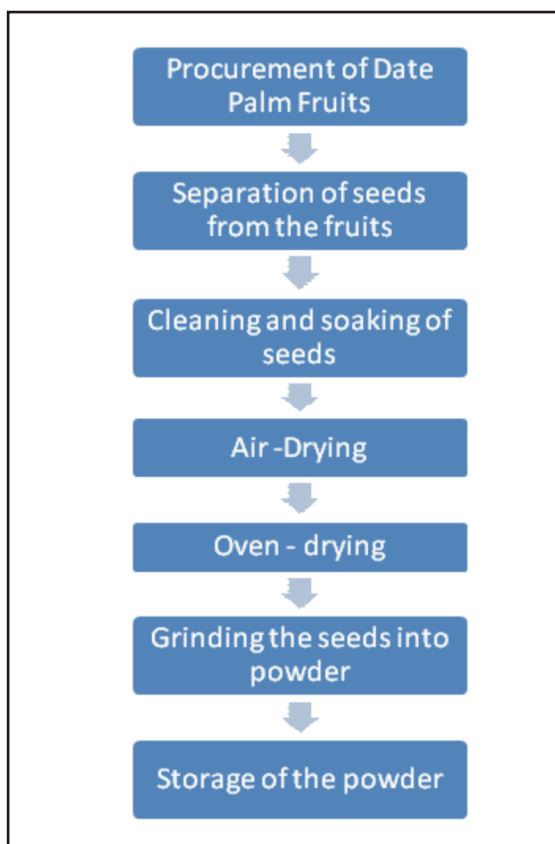 Procurement of Date
Palm Fruits
Separation of seeds
from the fruits
Cleaning and soaking of
seeds
Air -Drying
Oven - drying
Grinding the seeds into
powder
Storage of the powder